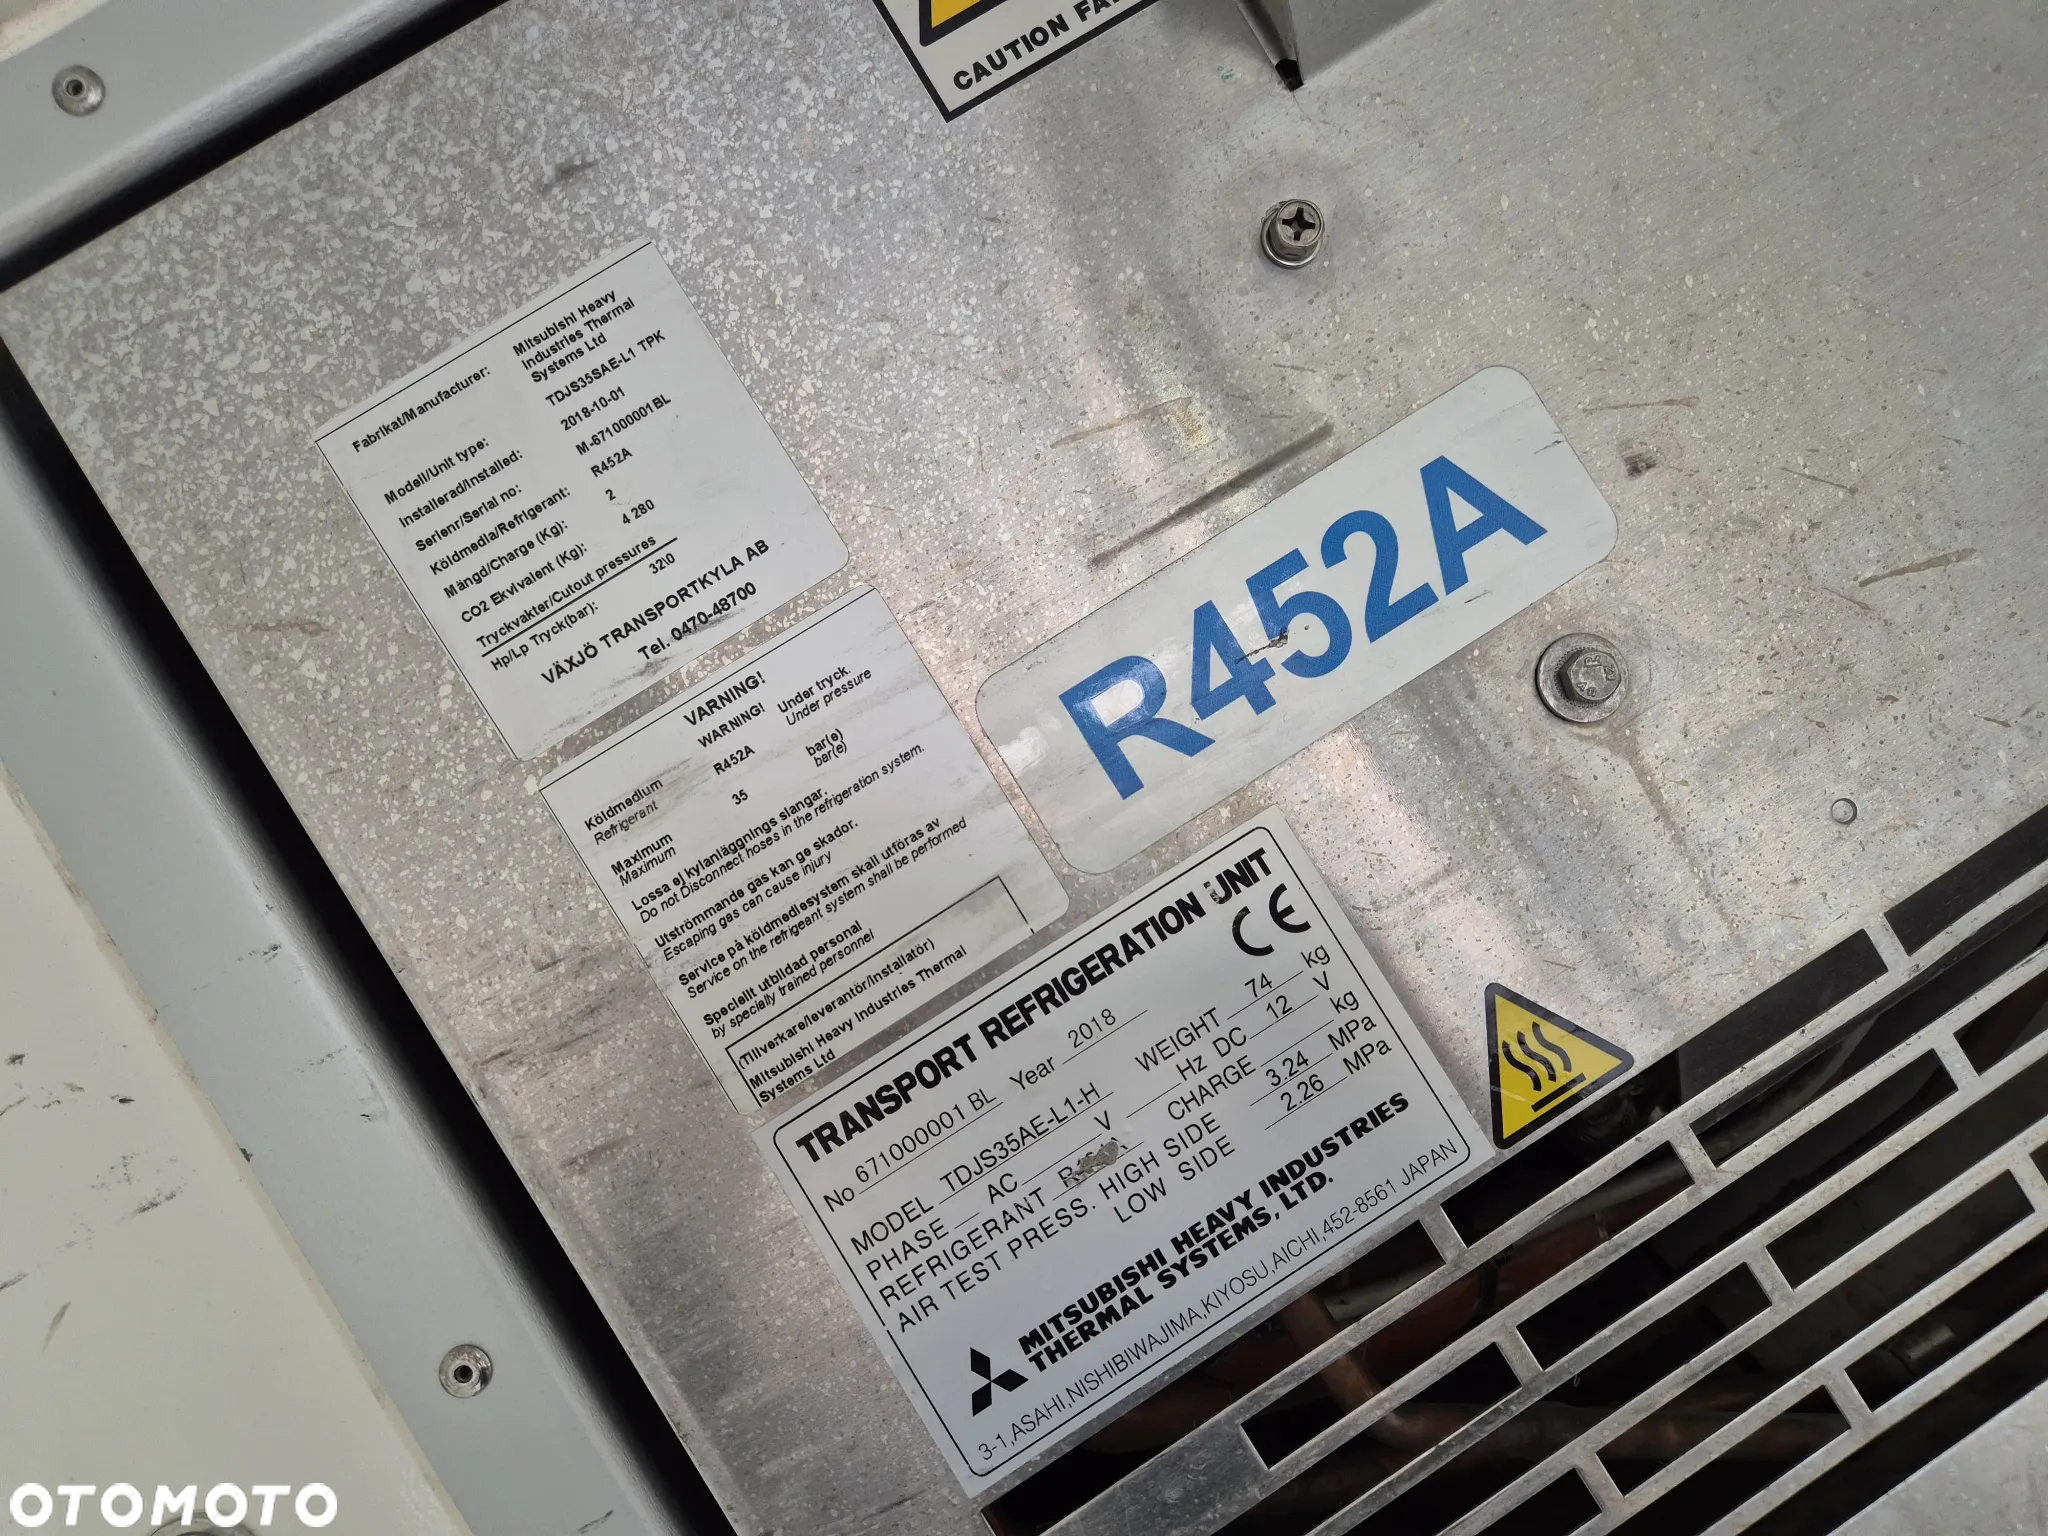 CAUTION
Fabrikat/Manufacturer: Mitsubishi Heavy
Industries Thermal
Systems Ltd
Modell/Unit type: TDJS35SAE-L1 TPK
Installerad/Installed: 2018-10-01
Serienr/Serial no: M-671000001BL
Köldmedia/Refrigerant: R452A
Mängd/Charge (Kg): 2
CO2 Ekvivalent (Kg): 4 280
Tryckvakter/Cutout pressures
Hp/Lp Tryck(bar): 32\0
VÄXJÖ TRANSPORTKYLA AB
Tel. 0470-48700
VARNING!
WARNING!
Köldmedium R452A Under tryck.
Refrigerant Under pressure
Maximum 35 bar(e)
Maximum bar(e)
Lossa ej kylanläggnings slangar.
Do not Disconnect hoses in the refrigeration system.
Utströmmande gas kan ge skador.
Escaping gas can cause injury
Service på köldmediesystem skall utföras av
Service on the refrigeant system shall be performed
Speciellt utbildad personal
by specially trained personnel
(Tillverkare/leverantör/Installatör)
Mitsubishi Heavy Industries Thermal
Systems Ltd
R452A
TRANSPORT REFRIGERATION UNIT
CE
No 671000001 BL Year 2018
MODEL TDJS35AE-L1-H WEIGHT 74 kg
PHASE AC V Hz DC 12 V
REFRIGERANT CHARGE kg
AIR TEST PRESS. HIGH SIDE 3.24 MPa
LOW SIDE 2.26 MPa
MITSUBISHI HEAVY INDUSTRIES
THERMAL SYSTEMS, LTD.
3-1,ASAHI,NISHIBIWAJIMA,KIYOSU,AICHI,452-8561 JAPAN
OTOMOTO